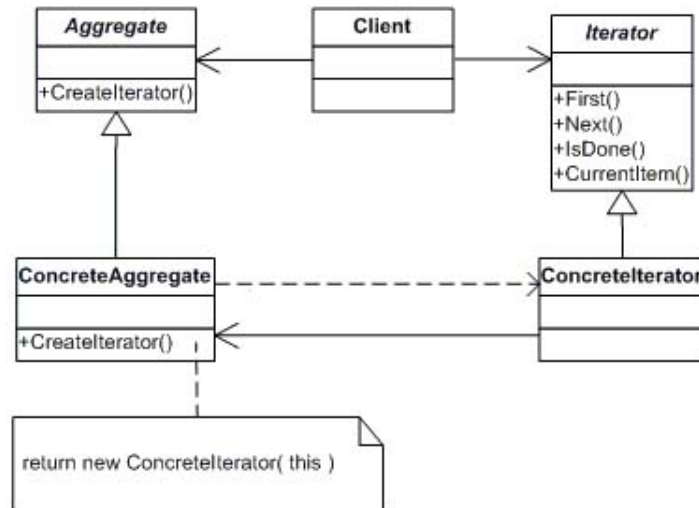 Aggregate
+CreateIterator()
Client
Iterator
+First()
+Next()
+IsDone()
+CurrentItem()
ConcreteAggregate
+CreateIterator()
ConcreteIterator
return new ConcreteIterator( this )